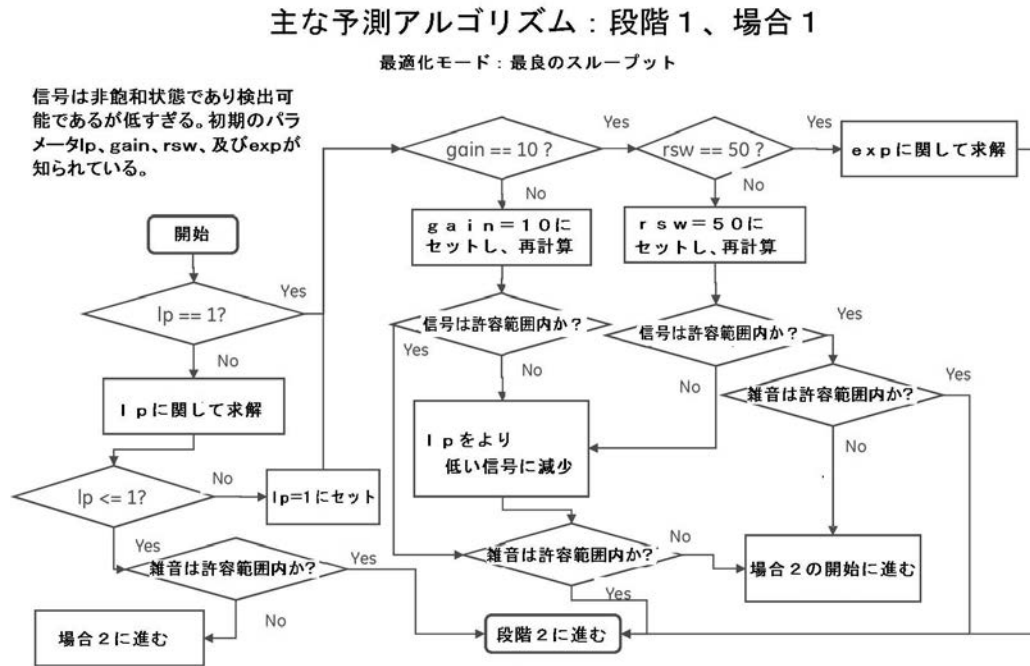 主な予測アルゴリズム：段階１、場合１
最適化モード：最良のスループット
信号は非飽和状態であり検出可
能であるが低すぎる。初期のパラ
メータlp、gain、rsw、及びexpが
知られている。
gain == 10 ?
Yes
rsw == 50 ?
Yes
ｅｘｐに関して求解
No
No
ｇａｉｎ＝１０に
セットし、再計算
ｒｓｗ＝５０に
セットし、再計算
開始
Yes
lp == 1?
No
信号は許容範囲内か？
Yes
No
信号は許容範囲内か？
Yes
No
雑音は許容範囲内か？
Yes
No
ｌｐに関して求解
ｌｐをより
低い信号に減少
lp <= 1?
No
lp=1にセット
Yes
雑音は許容範囲内か？
Yes
No
雑音は許容範囲内か？
No
Yes
場合２の開始に進む
場合２に進む
段階２に進む